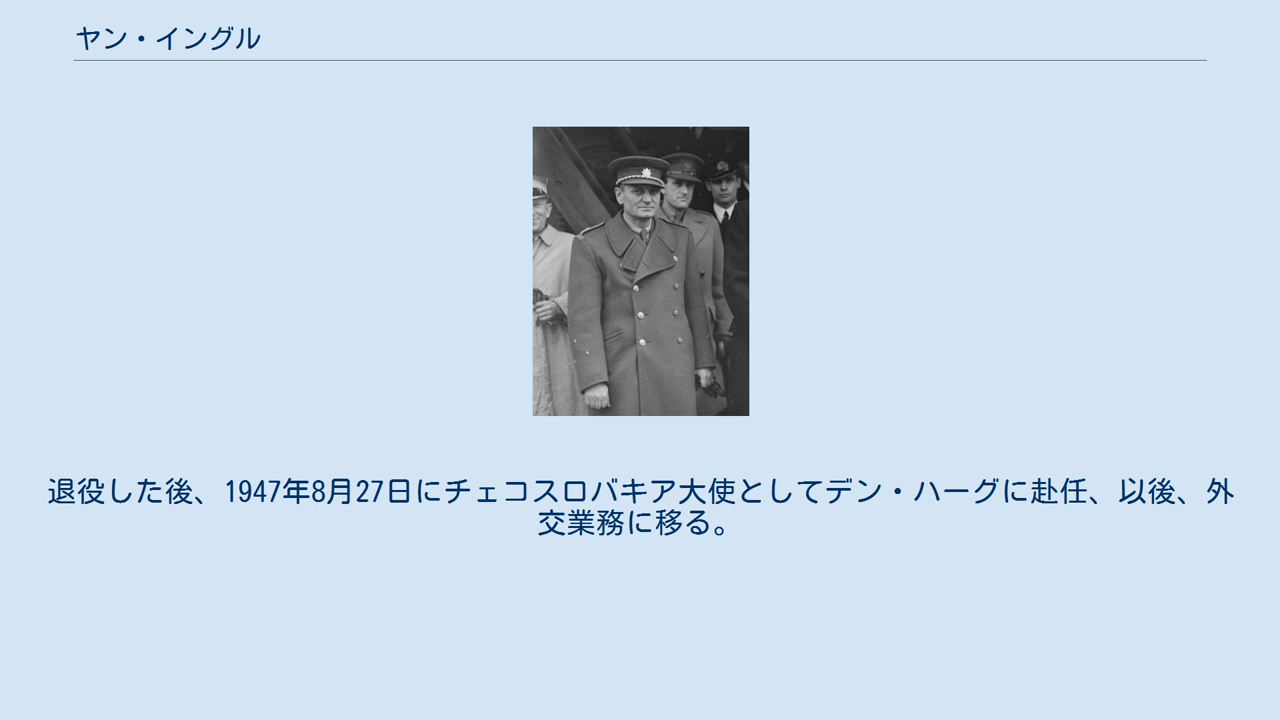 ヤン・イングル
退役した後、1947年8月27日にチェコスロバキア大使としてデン・ハーグに赴任、以後、外
交業務に移る。